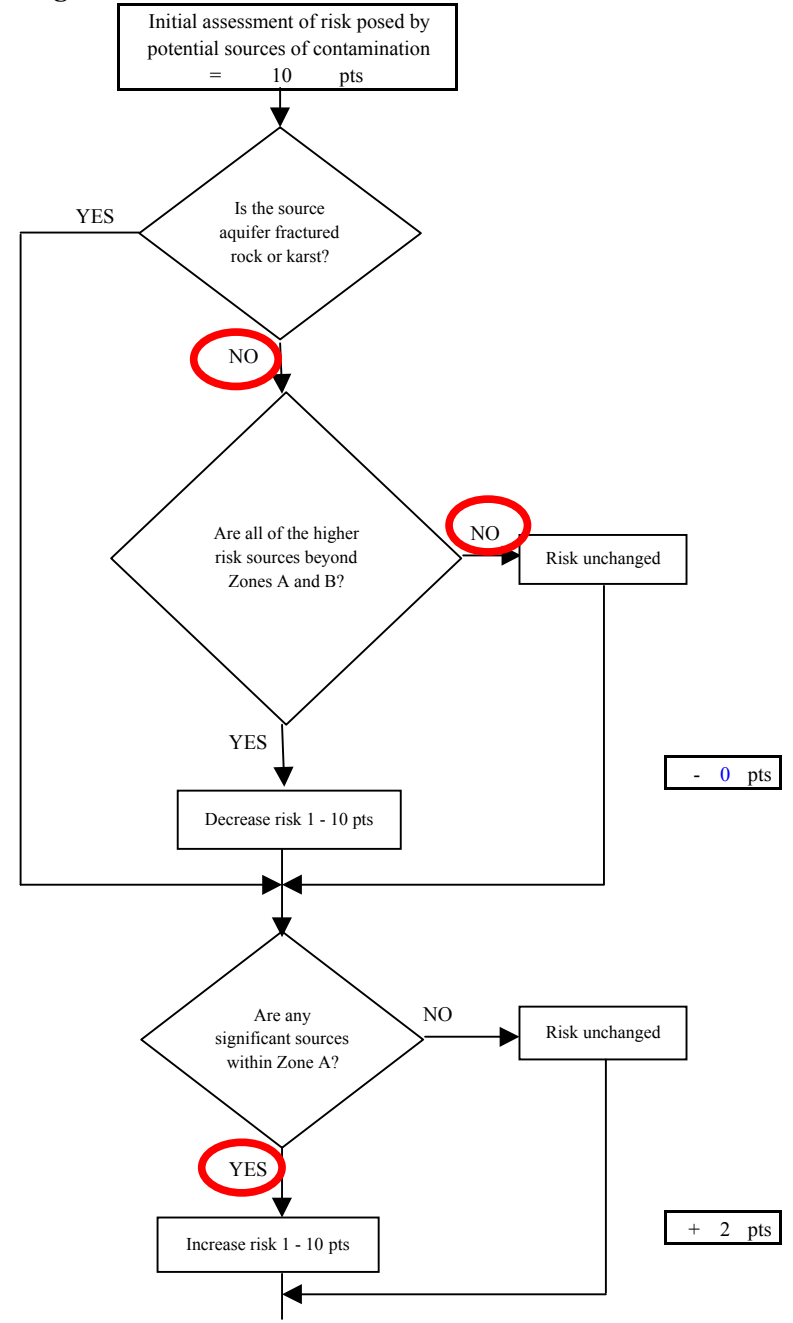 Initial assessment of risk posed by
potential sources of contamination
= 10 pts
Is the source
aquifer fractured
rock or karst?
YES
NO
Are all of the higher
risk sources beyond
Zones A and B?
NO
Risk unchanged
YES
- 0 pts
Decrease risk 1 - 10 pts
Are any
significant sources
within Zone A?
NO
Risk unchanged
YES
+ 2 pts
Increase risk 1 - 10 pts